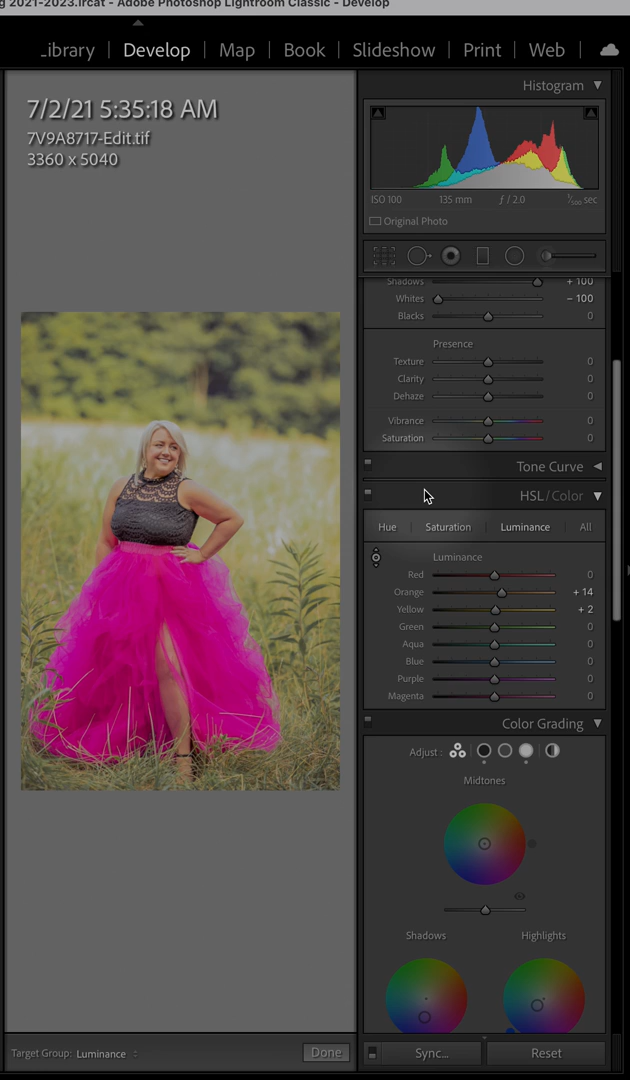 g 2021-2023.lrcat - Adobe Photoshop Lightroom Classic - Develop
Library | Develop | Map | Book | Slideshow | Print | Web |
7/2/21 5:35:18 AM
7V9A8717-Edit.tif
3360 x 5040
Histogram
ISO 100 135 mm ƒ / 2.0 1/500 sec
Original Photo
Shadows + 100
Whites − 100
Blacks 0
Presence
Texture 0
Clarity 0
Dehaze 0
Vibrance 0
Saturation 0
Tone Curve
HSL / Color
Hue Saturation Luminance All
Luminance
Red 0
Orange + 14
Yellow + 2
Green 0
Aqua 0
Blue 0
Purple 0
Magenta 0
Color Grading
Adjust :
Midtones
Shadows Highlights
Target Group: Luminance Done
Sync... Reset